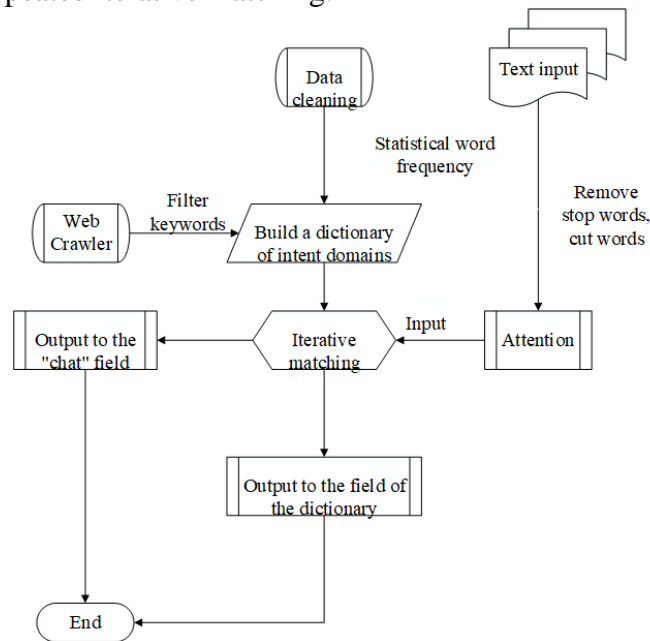 Data
cleaning
Text input
Statistical word
frequency
Remove
stop words,
cut words
Filter
keywords
Web
Crawler
Build a dictionary
of intent domains
Output to the
"chat" field
Iterative
matching
Input
Attention
Output to the field of
the dictionary
End